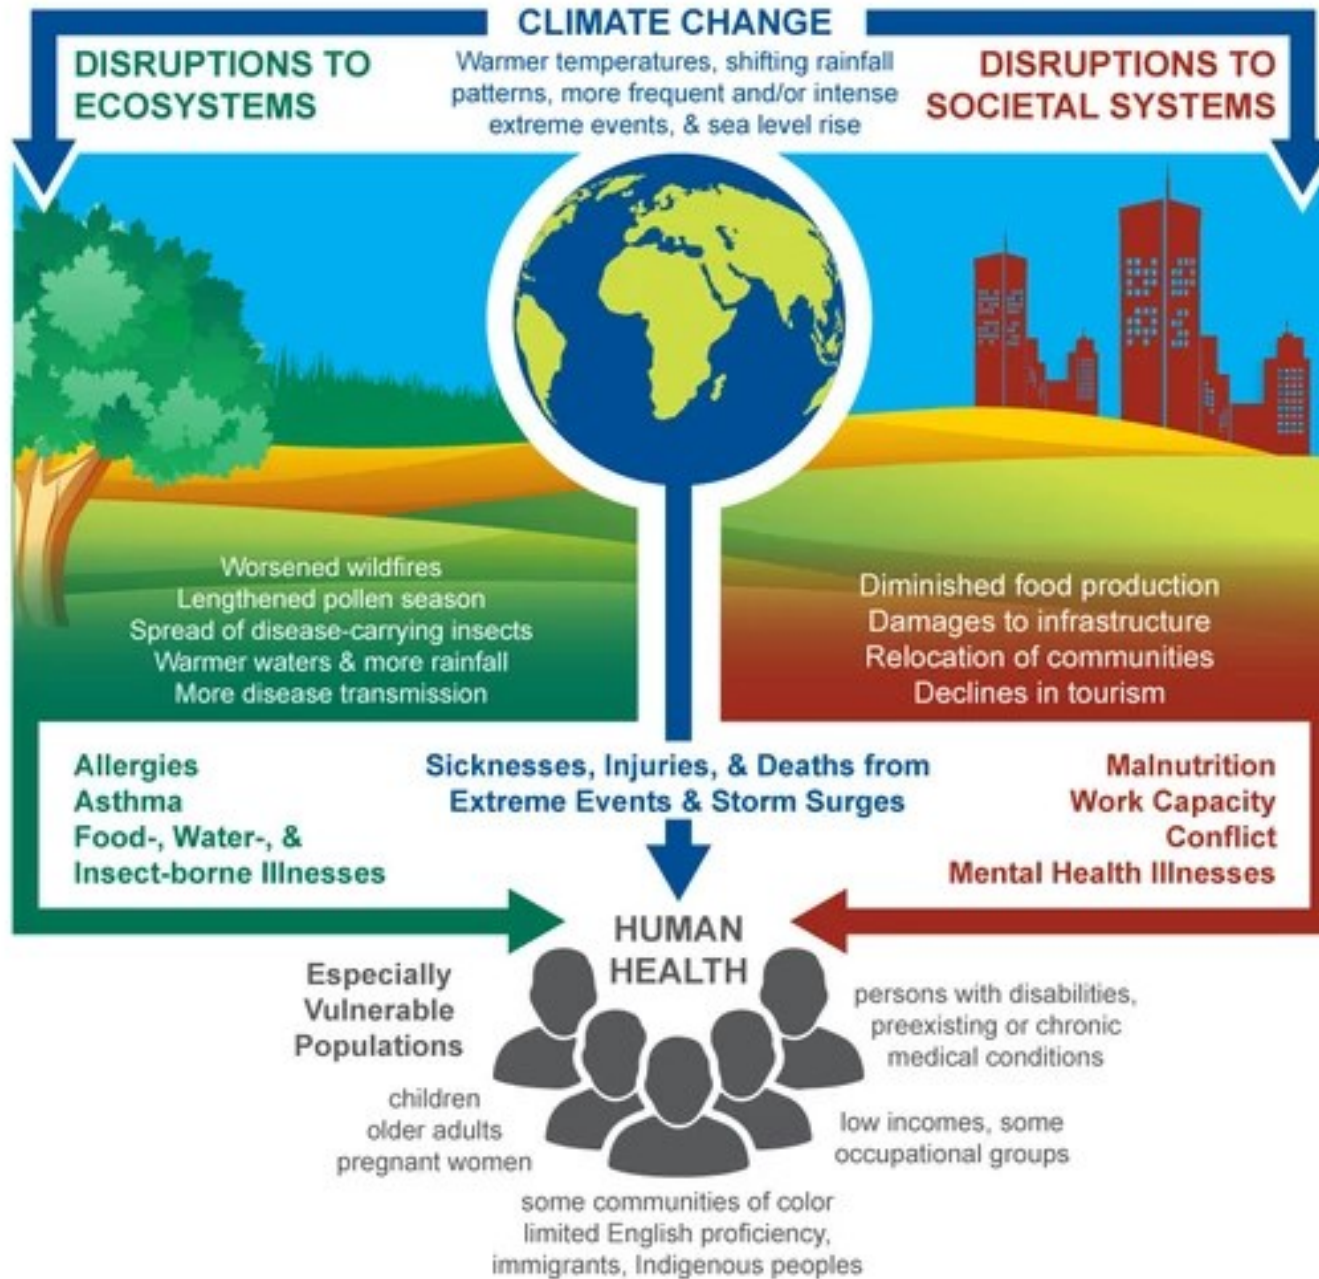 CLIMATE CHANGE
Warmer temperatures, shifting rainfall
patterns, more frequent and/or intense
extreme events, & sea level rise
DISRUPTIONS TO
ECOSYSTEMS
DISRUPTIONS TO
SOCIETAL SYSTEMS
Worsened wildfires
Lengthened pollen season
Spread of disease-carrying insects
Warmer waters & more rainfall
More disease transmission
Diminished food production
Damages to infrastructure
Relocation of communities
Declines in tourism
Allergies
Asthma
Food-, Water-, &
Insect-borne Illnesses
Sicknesses, Injuries, & Deaths from
Extreme Events & Storm Surges
Malnutrition
Work Capacity
Conflict
Mental Health Illnesses
HUMAN
HEALTH
Especially
Vulnerable
Populations
children
older adults
pregnant women
some communities of color
limited English proficiency,
immigrants, Indigenous peoples
low incomes, some
occupational groups
persons with disabilities,
preexisting or chronic
medical conditions